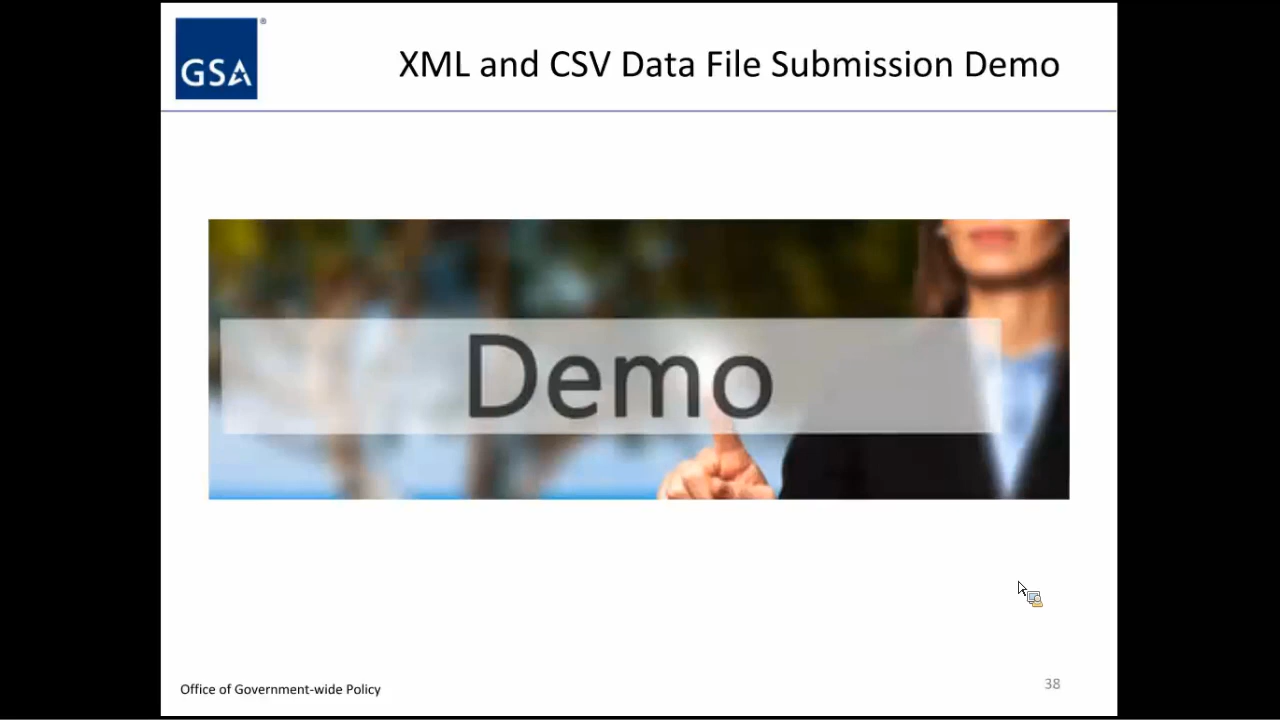 GSA
®
XML and CSV Data File Submission Demo
Demo
Office of Government-wide Policy
38